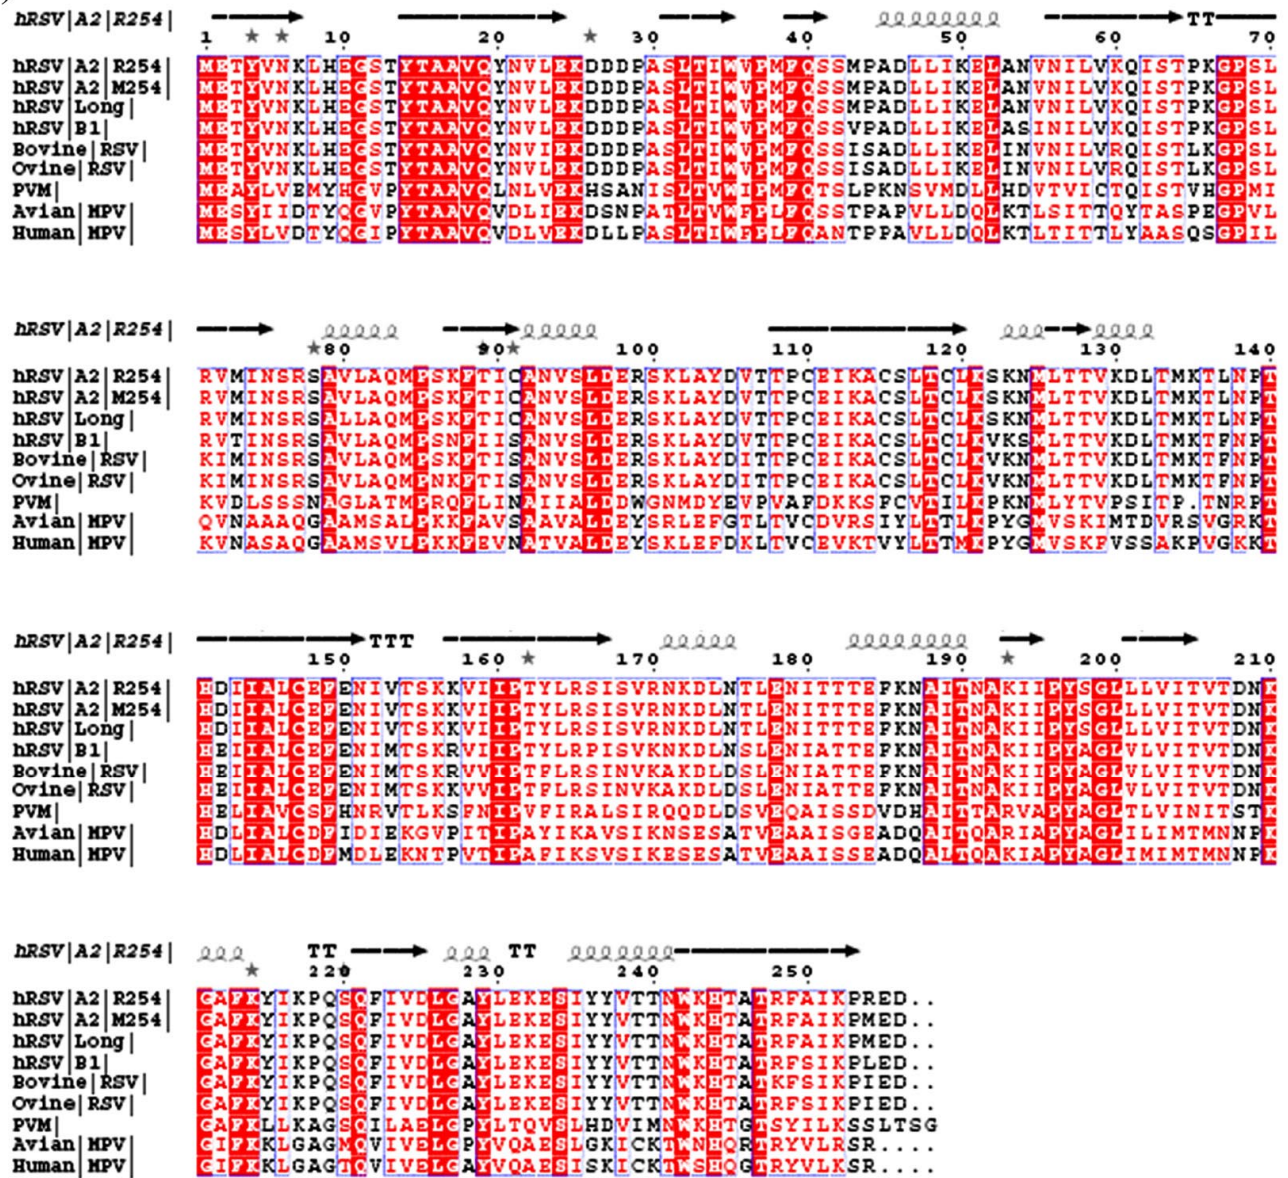 hRSV|A2|R254| TT
1 10 20 30 40 50 60 70
hRSV|A2|R254| METYVNKLHEGSTYTAAVQYNVLEKDDDPASLTIWVPMFQSSMPADLLIKELANVNILVKQISTPKGPSL
hRSV|A2|M254| METYVNKLHEGSTYTAAVQYNVLEKDDDPASLTIWVPMFQSSMPADLLIKELANVNILVKQISTPKGPSL
hRSV|Long| METYVNKLHEGSTYTAAVQYNVLEKDDDPASLTIWVPMFQSSMPADLLIKELANVNILVKQISTPKGPSL
hRSV|B1| METYVNKLHEGSTYTAAVQYNVLEKDDDPASLTIWVPMFQSSVPADLLIKELASINILVKQISTPKGPSL
Bovine|RSV| METYVNKLHEGSTYTAAVQYNVLEKDDDPASLTIWVPMFQSSISADLLIKELINVNILVRQISTLKGPSL
Ovine|RSV| METYVNKLHEGSTYTAAVQYNVLEKDDDPASLTIWVPMFQSSISADLLIKELINVNILVRQISTLKGPSL
PVM| MEAYLVEMYHGVPYTAAVQLNLVEKHSANISLTVWIPMFQTSLPKNSVMDLLHDVTVICTQISTVHGPMI
Avian|MPV| MESYIIDTYQGVPYTAAVQVDLIEKDSNPATLTVWFPLFQSSTPAPVLLDQLKTLSITTQYTASPEGPVL
Human|MPV| MESYLVDTYQGIPYTAAVQVDLVEKDLLPASLTIWFPLFQANTPPAVLLDQLKTLTITTLYAASQSGPIL
hRSV|A2|R254|
80 90 100 110 120 130 140
hRSV|A2|R254| RVMINSRSAVLAQMPSKFTICANVSLDERSKLAYDVTTPCEIKACSLTCLKSKNMLTTVKDLTMKTLNPT
hRSV|A2|M254| RVMINSRSAVLAQMPSKFTICANVSLDERSKLAYDVTTPCEIKACSLTCLKSKNMLTTVKDLTMKTLNPT
hRSV|Long| RVMINSRSALLAQMPSKFTICANVSLDERSKLAYDVTTPCEIKACSLTCLKSKNMLTTVKDLTMKTLNPT
hRSV|B1| RVTINSRSAVLAQMPSNFIISANVSLDERSKLAYDITTPCEIKACSLTCLKVKSMLTTVKDLTMKTFNPT
Bovine|RSV| KIMINSRSAVLAQMPSKFTISANVSLDERSKLAYDITTPCEIKACSLTCLKVKNMLTTVKDLTMKTFNPT
Ovine|RSV| KIMINSRSAVLAQMPNKFTISANVSLDERSKLAYDITTPCEIKACSLTCLKVKNMLTTVKDLTMKTFNPT
PVM| KVDLSSSNAGLATMPRQFLINAIIALDDWGNMDYEVPVAFDKSFCVTILKPKNMLYTVPSITP.TNRPT
Avian|MPV| QVNAAAQGAAMSALPKKFAVSAAVALDEYSRLEFGTLTVCDVRSIYLTTLKPYGMVSKIMTDVRSVGRKT
Human|MPV| KVNASAQGAAMSVLPKKFEVNATVALDEYSKLEFDKLTVCEVKTVYLTTMKPYGMVSKFVSSAKPVGKKT
hRSV|A2|R254| TTT
150 160 170 180 190 200 210
hRSV|A2|R254| HDIIALCEFENIVTSKKVIIPTYLRSISVRNKDLNTLENITTTEFKNAITNAKIIPYSGLLLVITVTDNK
hRSV|A2|M254| HDIIALCEFENIVTSKKVIIPTYLRSISVRNKDLNTLENITTTEFKNAITNAKIIPYSGLLLVITVTDNK
hRSV|Long| HDIIALCEFENIVTSKKVIIPTYLRSISVRNKDLNTLENITTTEFKNAITNAKIIPYSGLLLVITVTDNK
hRSV|B1| HEIIALCEFENIMTSKRVIIPTYLRPISVKNKDLNSLENIATTEFKNAITNAKIIPYAGLVLVITVTDNK
Bovine|RSV| HEIIALCEFENIMTSKRVVIPTFLRSINVKAKDLDSLENIATTEFKNAITNAKIIPYAGLVLVITVTDNK
Ovine|RSV| HEIIALCEFENIMTSKKVVIPTFLRSINVKAKDLDSLENIATTEFKNAITNAKIIPYAGLVLVITVTDNK
PVM| HELIAVCSFHNRVTLKSFNIPTFIRALSIRQQDLDSVEQAISSDVDHAITTARVAPYAGLVLVINITSTK
Avian|MPV| HDLIALCDFIDIEKGVPITIPAYIKAVSIKNSESATVEAAISGEADQAITQARIAPYAGLILIMTMNNPK
Human|MPV| HDLIALCDFMDLEKNTPVTIPAFIKSVSIKESESATVEAAISSEADQALTQAKIAPYAGLIMIMTMNNPK
hRSV|A2|R254| TT TT
220 230 240 250
hRSV|A2|R254| GAFKYIKPQSQFIVDLGAYLEKESIYYVTTNWKHTATRFAIKPRED..
hRSV|A2|M254| GAFKYIKPQSQFIVDLGAYLEKESIYYVTTNWKHTATRFAIKPMED..
hRSV|Long| GAFKYIKPQSQFIVDLGAYLEKESIYYVTTNWKHTATRFAIKPMED..
hRSV|B1| GAFKYIKPQSQFIVDLGAYLEKESIYYVTTNWKHTATRFSIKPLED..
Bovine|RSV| GAFKYIKPQSQFIVDLGAYLEKESIYYVTTNWKHTATKFSIKPIED..
Ovine|RSV| GAFKYIKPQSQFIVDLGAYLEKESIYYVTTNWKHTATRFSIKPIED..
PVM| GAFKLLKAGSQILAELGPYLTQVSLHDVIMNWKHTGTSYILKSSLTSG
Avian|MPV| GIFKKLGAGMQVIVELGPYVQAESLGKICKTWNHQRTRYVLRSR....
Human|MPV| GIFKKLGAGTQVIVELGAYVQAESISKICKTWSHQGTRYVLKSR....